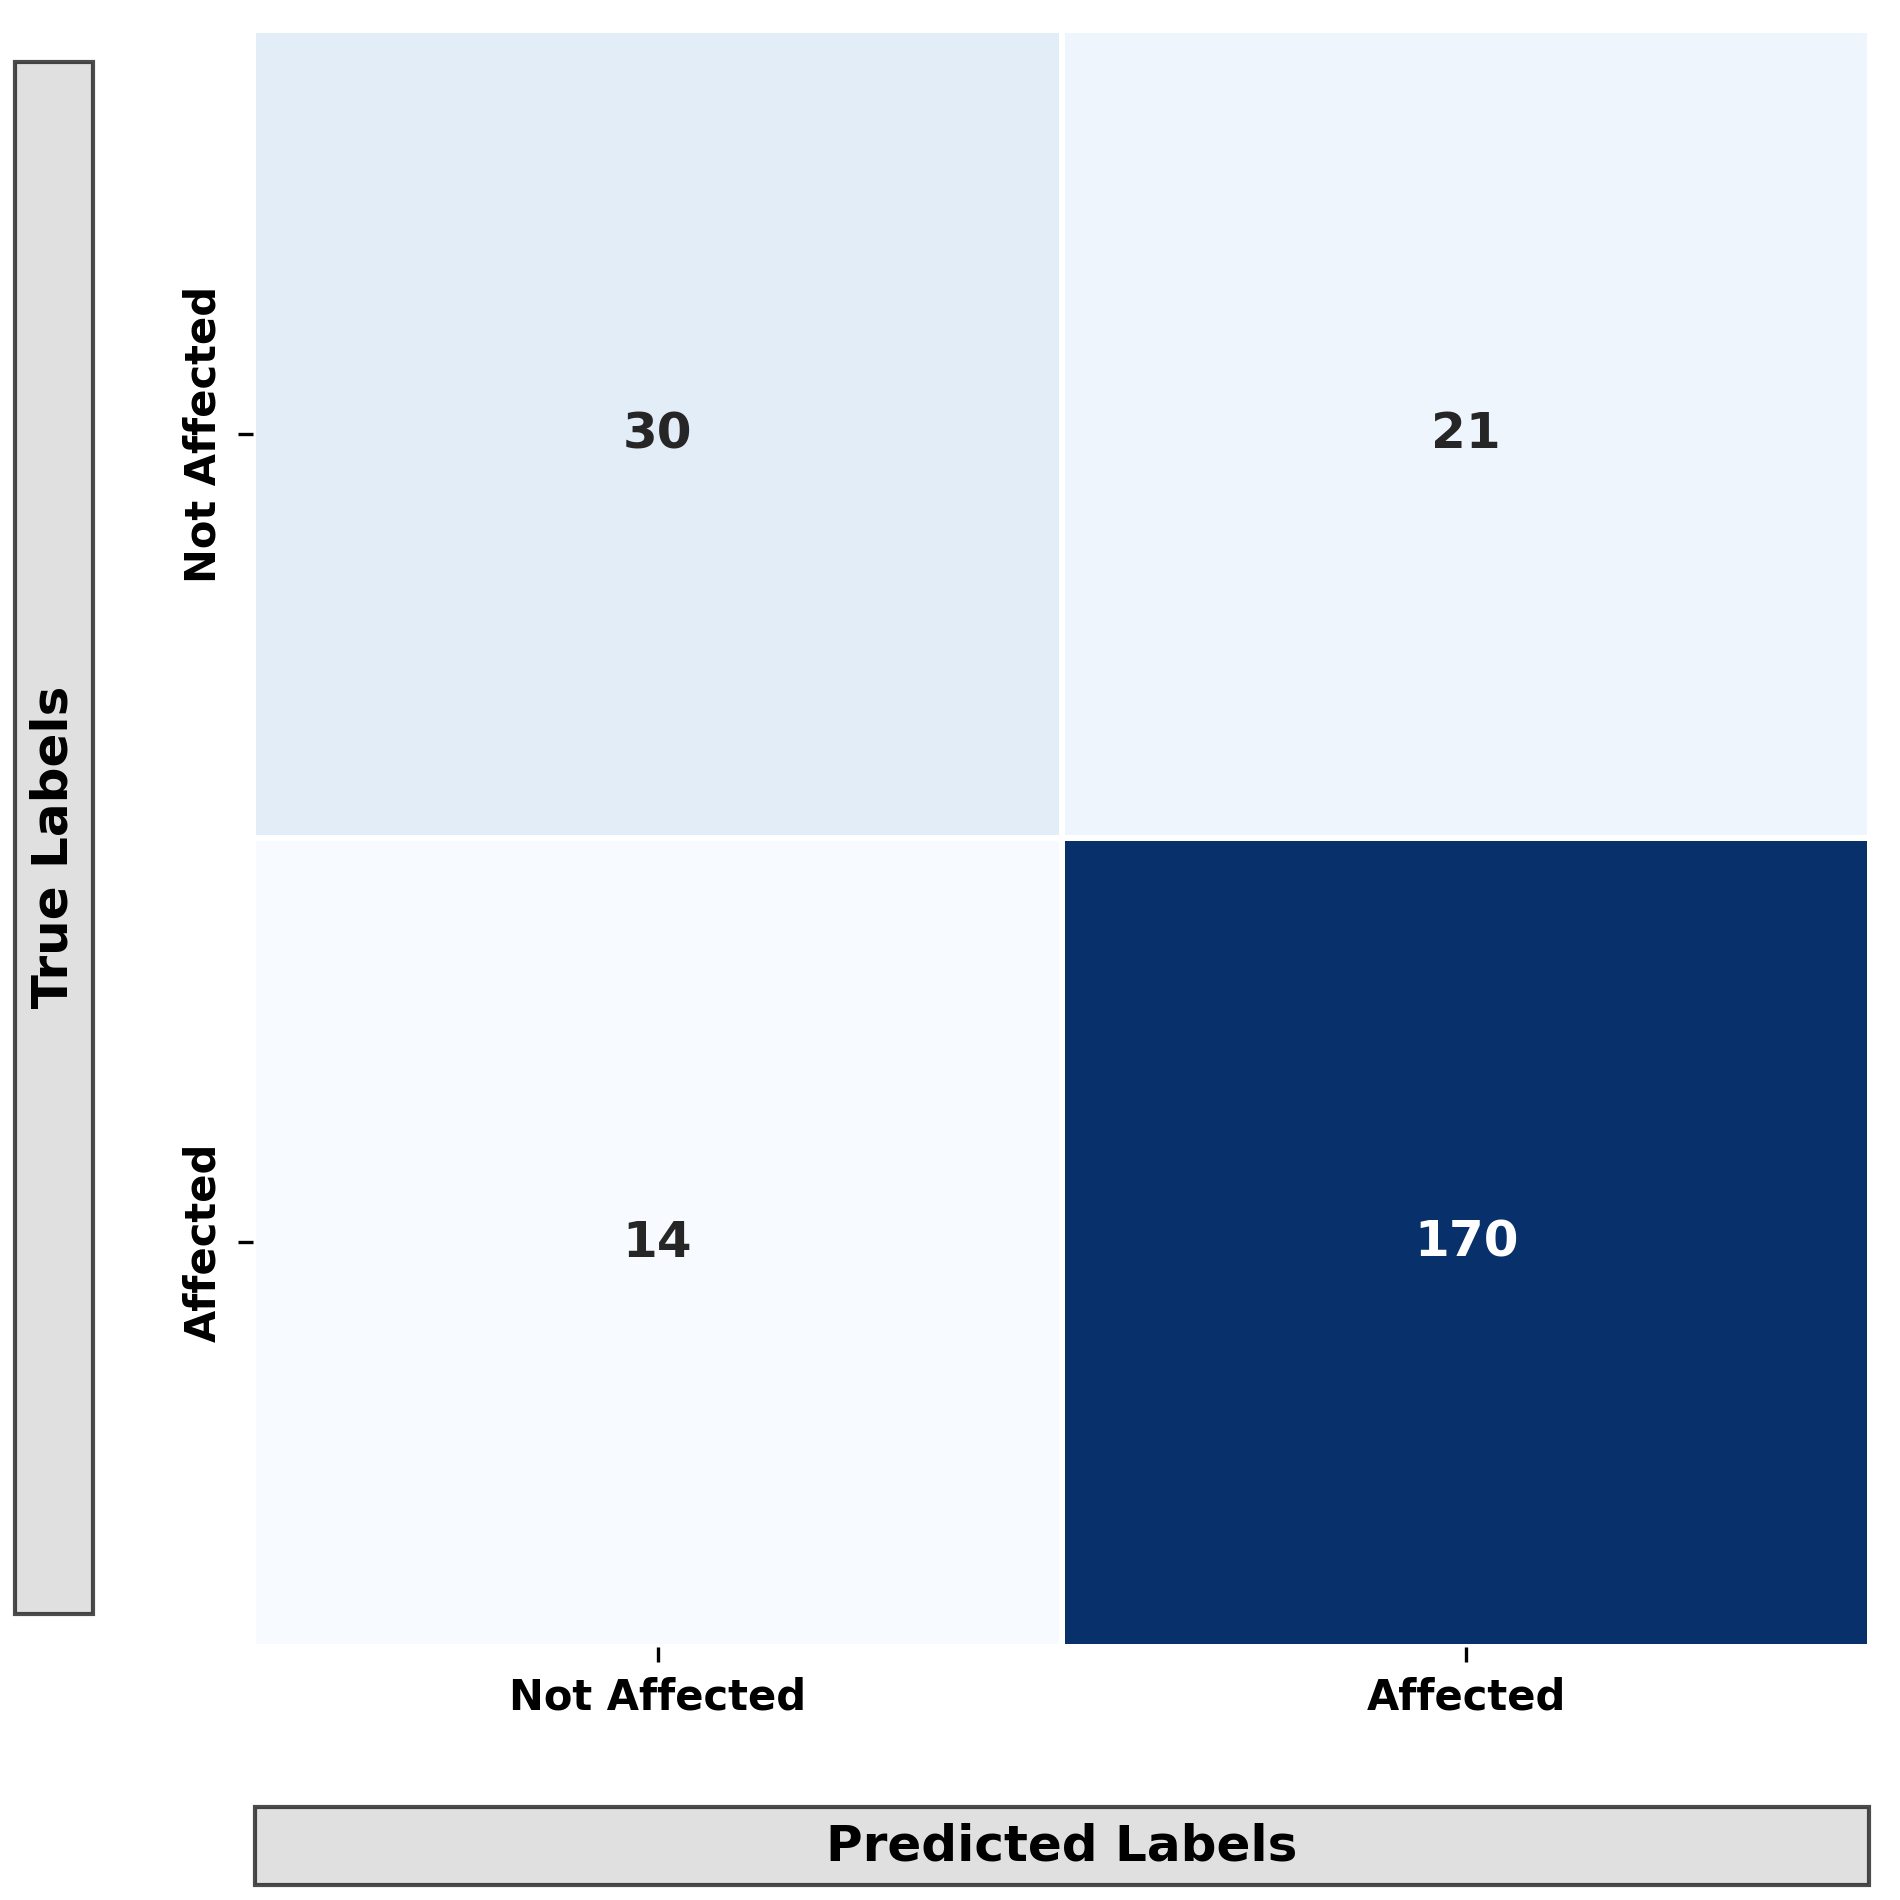 True Labels
Not Affected
30
21
Affected
14
170
Not Affected
Affected
Predicted Labels